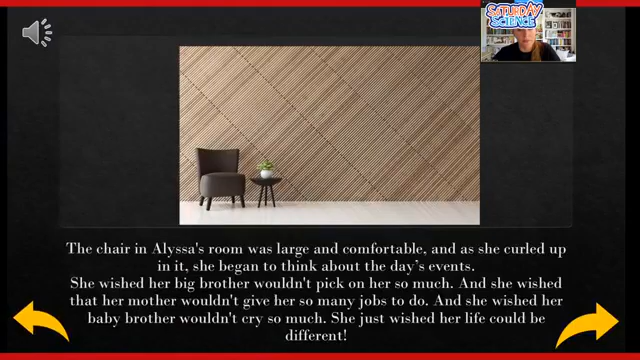 SATURDAY
SCIENCE
The chair in Alyssa's room was large and comfortable, and as she curled up
in it, she began to think about the day's events.
She wished her big brother wouldn't pick on her so much. And she wished
that her mother wouldn't give her so many jobs to do. And she wished her
baby brother wouldn't cry so much. She just wished her life could be
different!